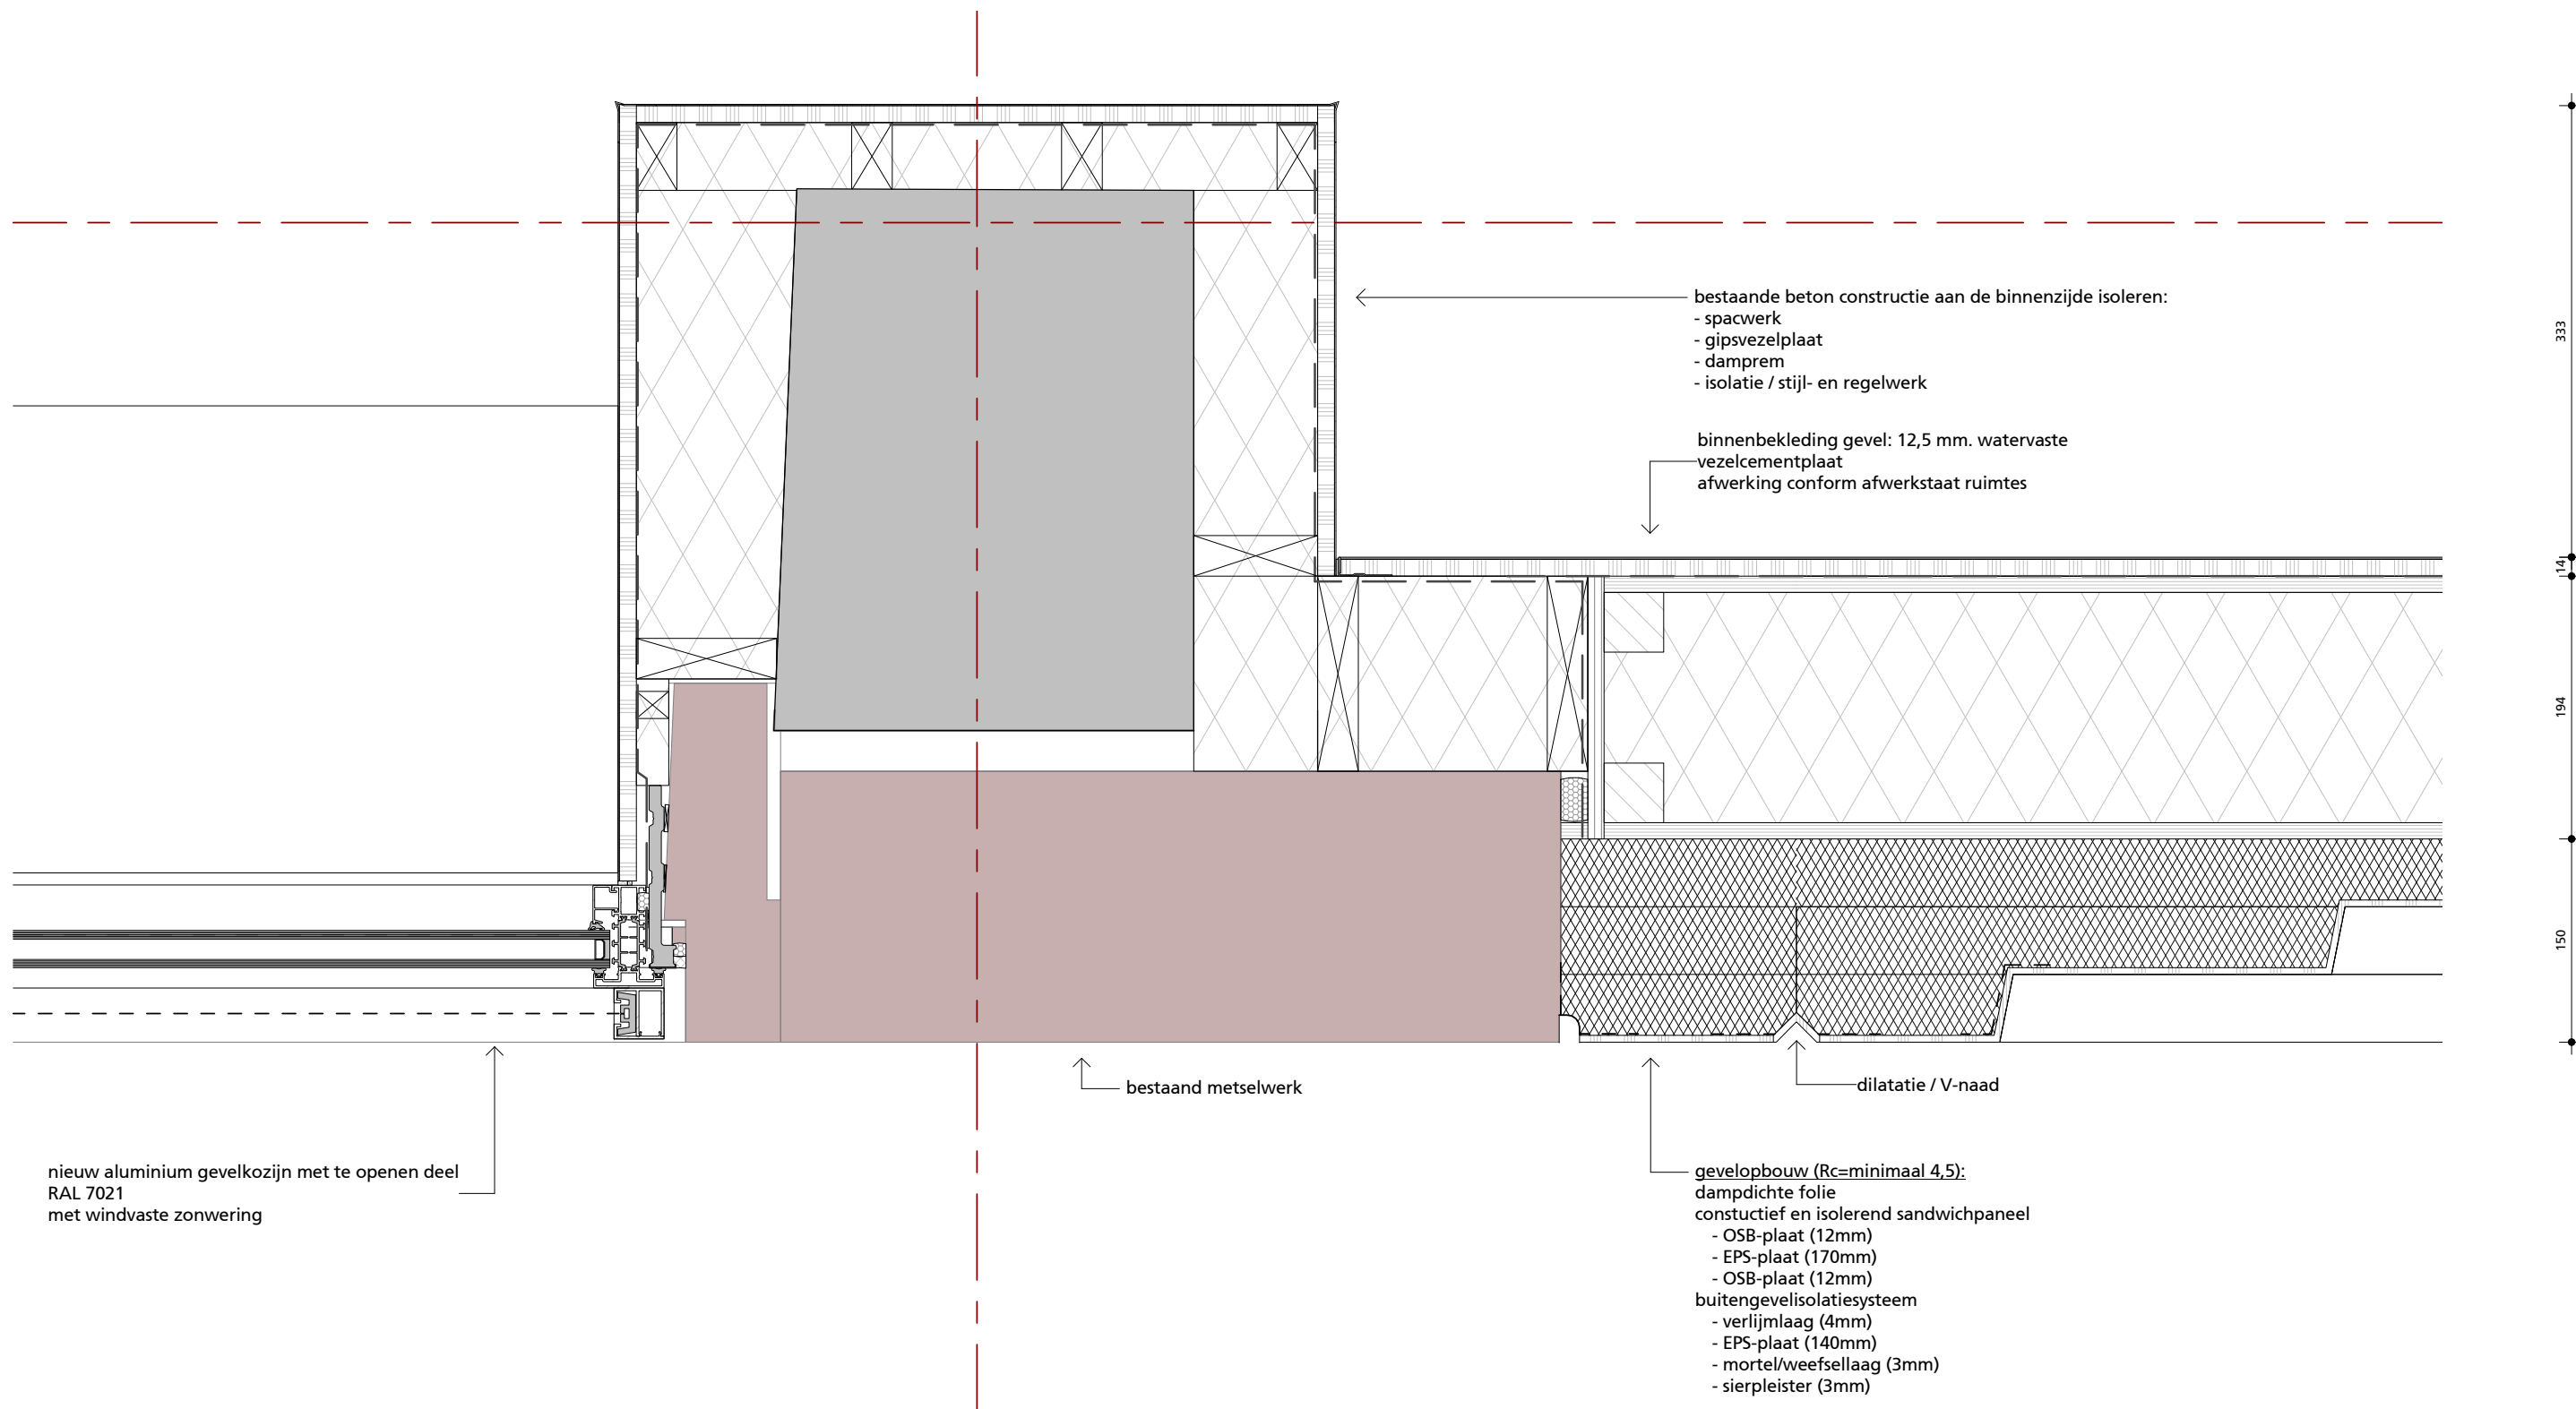 bestaande beton constructie aan de binnenzijde isoleren:
- spacwerk
- gipsvezelplaat
- damprem
- isolatie / stijl- en regelwerk
333
binnenbekleding gevel: 12,5 mm. watervaste
vezelcementplaat
afwerking conform afwerkstaat ruimtes
14
194
150
bestaand metselwerk
dilatatie / V-naad
nieuw aluminium gevelkozijn met te openen deel
RAL 7021
met windvaste zonwering
gevelopbouw (Rc=minimaal 4,5):
dampdichte folie
constuctief en isolerend sandwichpaneel
- OSB-plaat (12mm)
- EPS-plaat (170mm)
- OSB-plaat (12mm)
buitengevelisolatiesysteem
- verlijmlaag (4mm)
- EPS-plaat (140mm)
- mortel/weefsellaag (3mm)
- sierpleister (3mm)